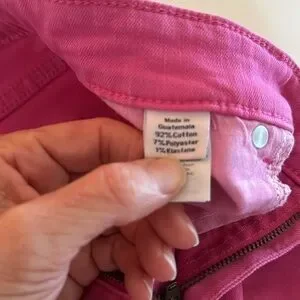 Made in
Guatemala
92% Cotton
7% Polyester
1% Elastane